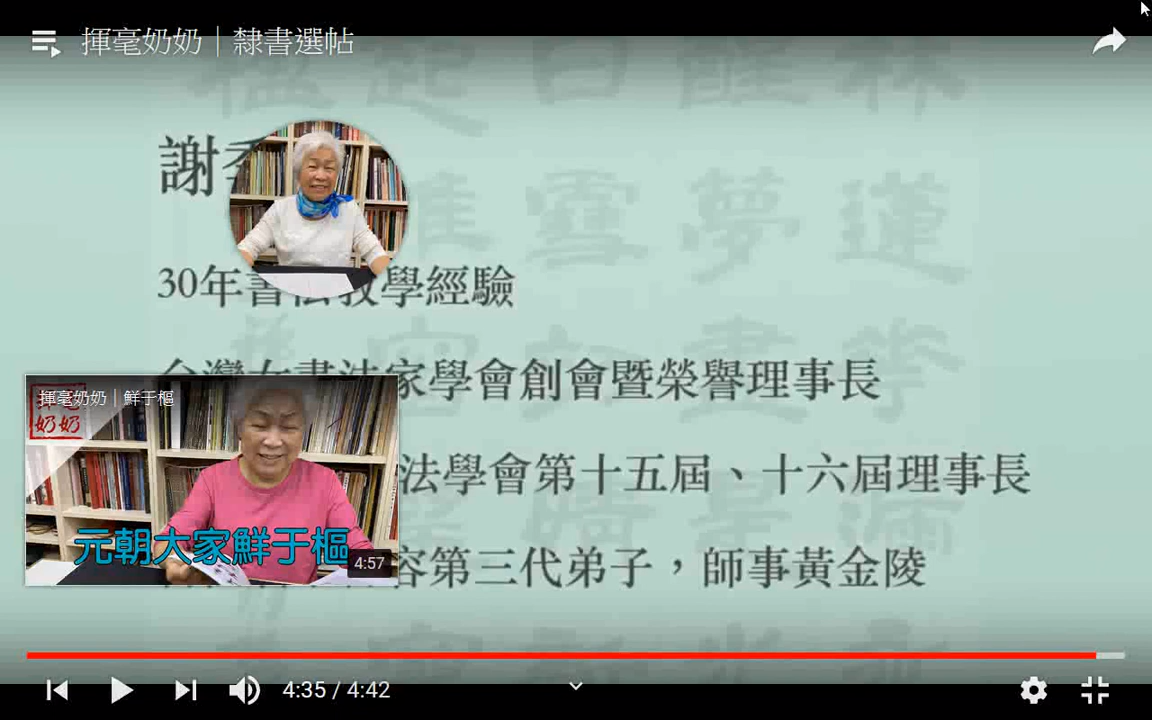 揮毫奶奶｜隸書選帖
謝
30年書法教學經驗
台灣女書法家學會創會暨榮譽理事長
揮毫奶奶｜鮮于樞
揮毫奶奶
法學會第十五屆、十六屆理事長
元朝大家鮮于樞
4:57
容第三代弟子，師事黃金陵
4:35 / 4:42